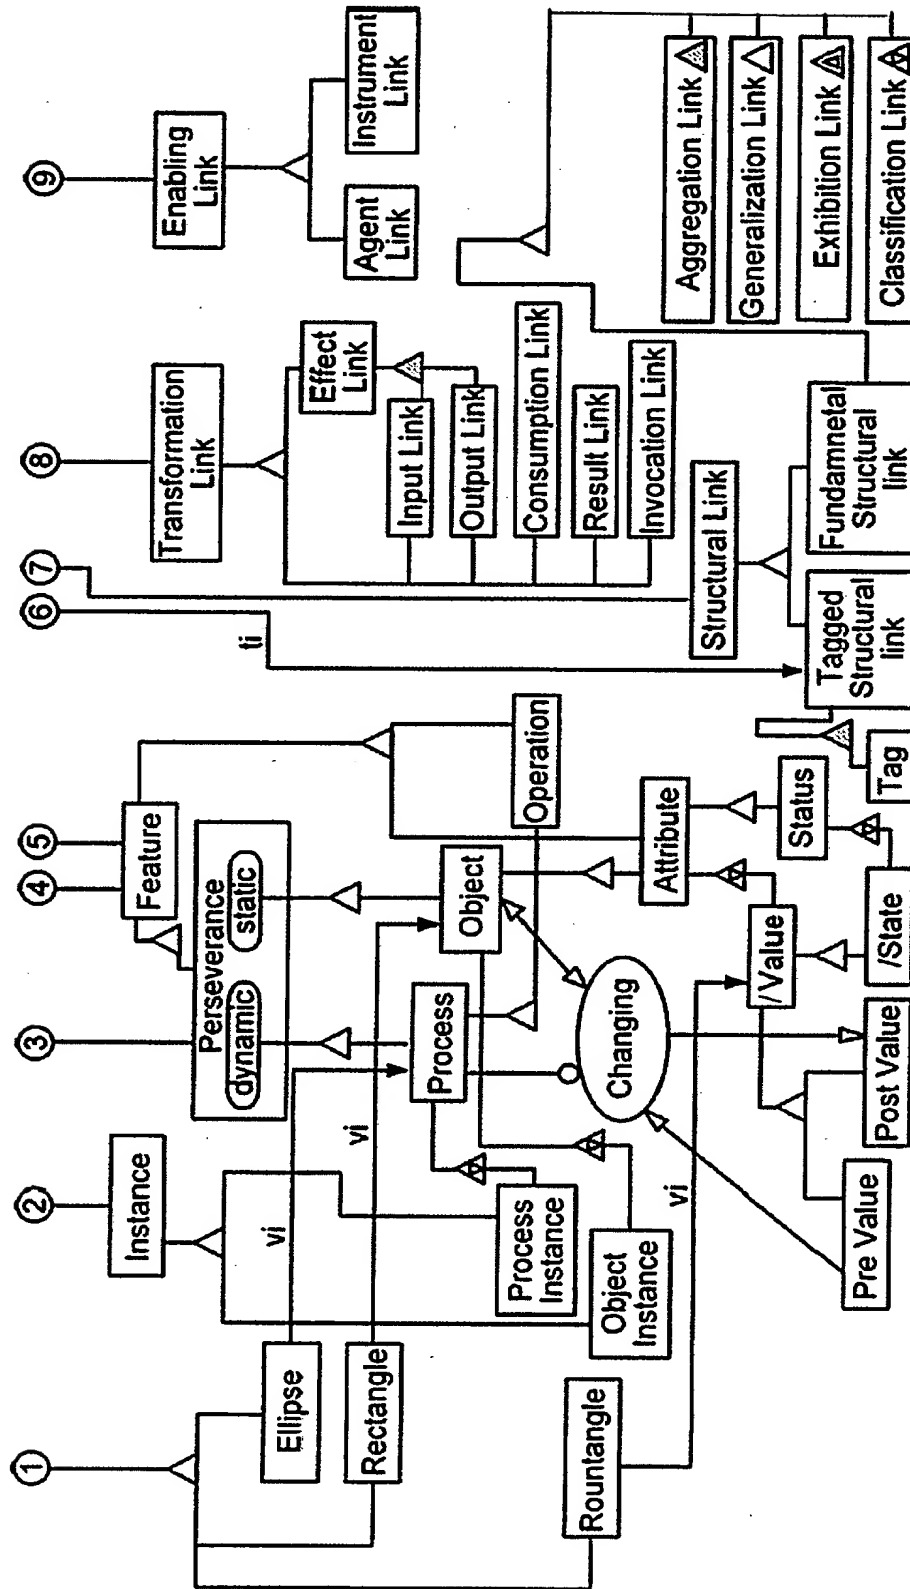 ①
②
③
④
⑤
⑥
⑦
⑧
⑨
Instance
Feature
Transformation
Link
Enabling
Link
Perseverance
dynamic
static
ti
Effect
Link
Agent
Link
Instrument
Link
Ellipse
vi
Rectangle
vi
Process
Object
Operation
Input Link
Output Link
Consumption Link
Result Link
Invocation Link
Process
Instance
Object
Instance
Changing
Attribute
Structural Link
Rountangle
vi
/Value
Status
Pre Value
Post Value
/State
Tag
Tagged
Structural
link
Fundamnetal
Structural
link
Aggregation Link
Generalization Link
Exhibition Link
Classification Link